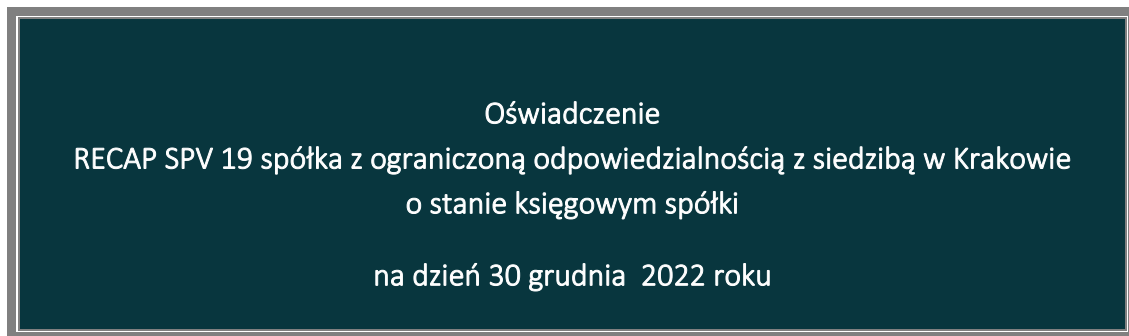 Oświadczenie
RECAP SPV 19 spółka z ograniczoną odpowiedzialnością z siedzibą w Krakowie
o stanie księgowym spółki
na dzień 30 grudnia  2022 roku